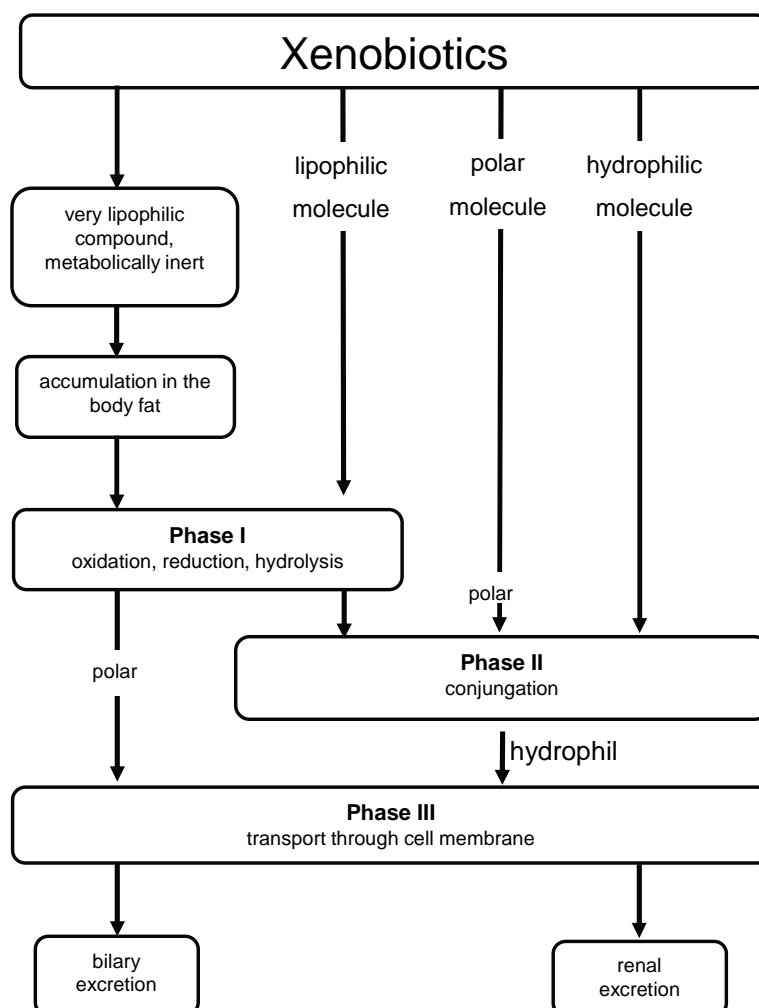 Xenobiotics
lipophilic
molecule
polar
molecule
hydrophilic
molecule
very lipophilic
compound,
metabolically inert
accumulation in the
body fat
Phase I
oxidation, reduction, hydrolysis
polar
polar
Phase II
conjungation
hydrophil
Phase III
transport through cell membrane
bilary
excretion
renal
excretion